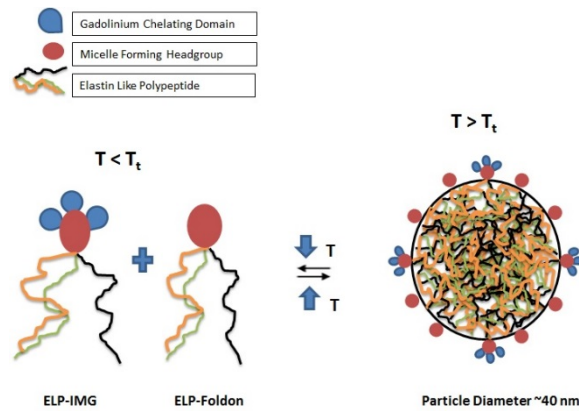 Gadolinium Chelating Domain
Micelle Forming Headgroup
Elastin Like Polypeptide
T < Tt
T > Tt
T
T
ELP-IMG
ELP-Foldon
Particle Diameter ~40 nm